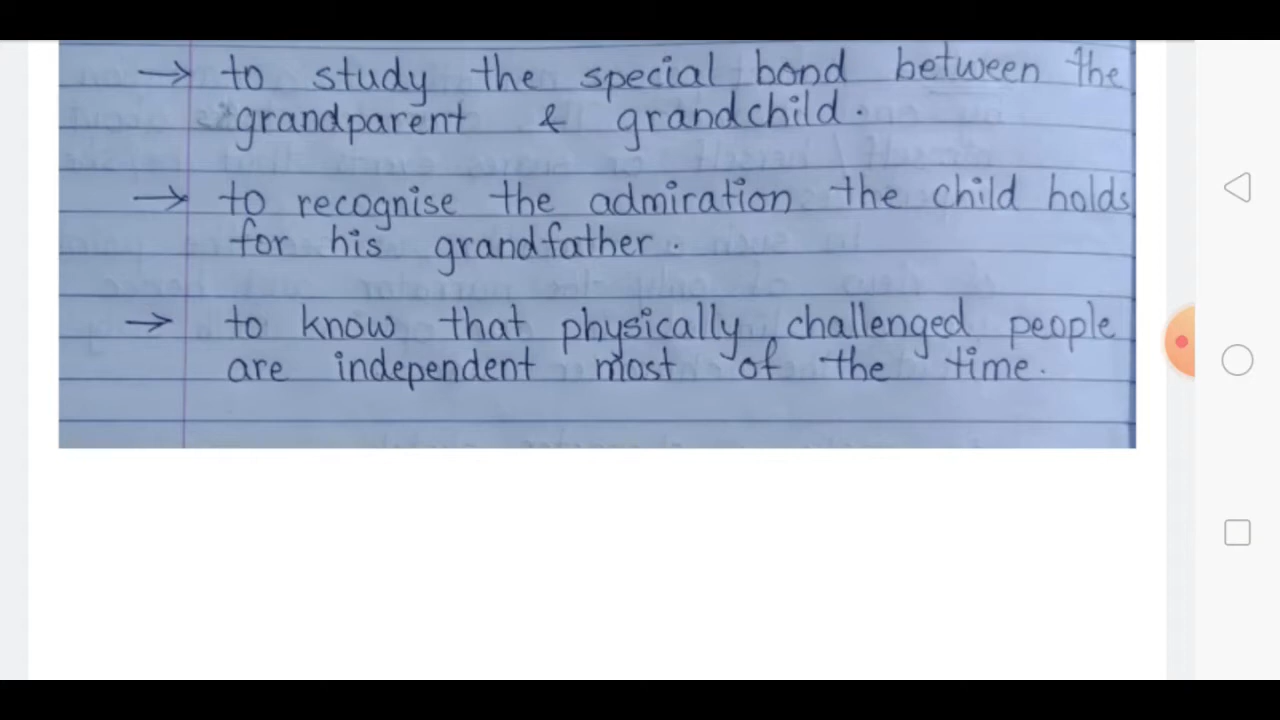 → to study the special bond between the
grandparent & grandchild.
→ to recognise the admiration the child holds
for his grandfather.
→ to know that physically challenged people
are independent most of the time.